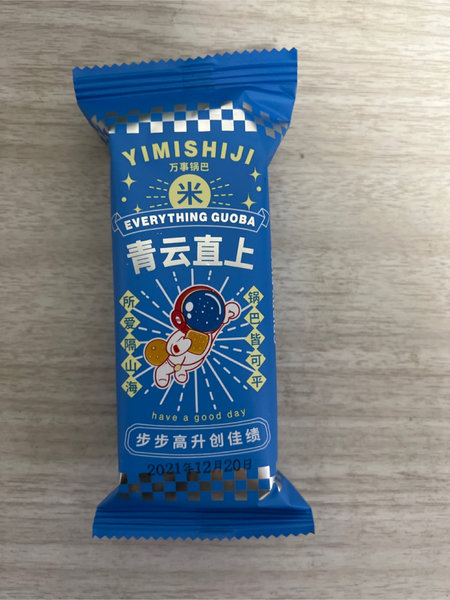 YIMISHIJI
万事锅巴
米
EVERYTHING GUOBA
青云直上
所爱隔山海
锅巴皆可平
have a good day
步步高升创佳绩
2021年12月20日